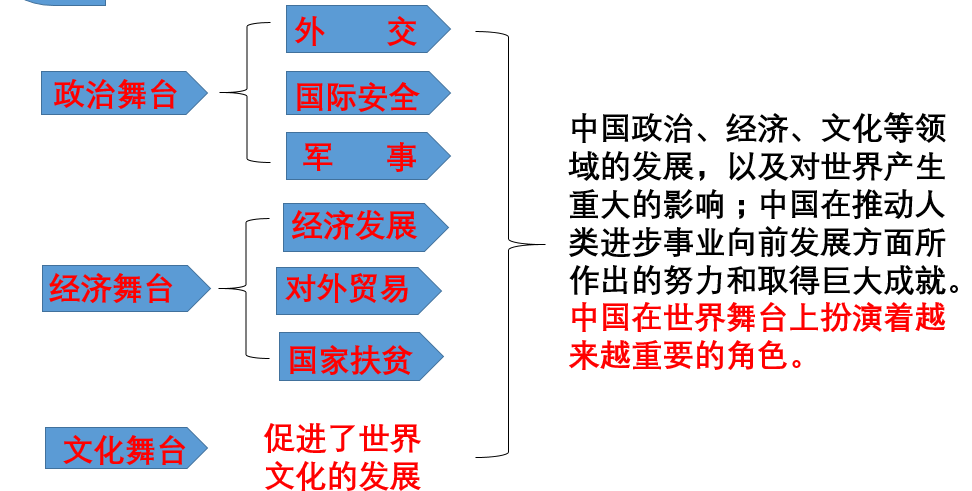 政治舞台
外 交
国际安全
军 事
经济舞台
经济发展
对外贸易
国家扶贫
文化舞台
促进了世界
文化的发展
中国政治、经济、文化等领
域的发展，以及对世界产生
重大的影响；中国在推动人
类进步事业向前发展方面所
作出的努力和取得巨大成就。
中国在世界舞台上扮演着越
来越重要的角色。